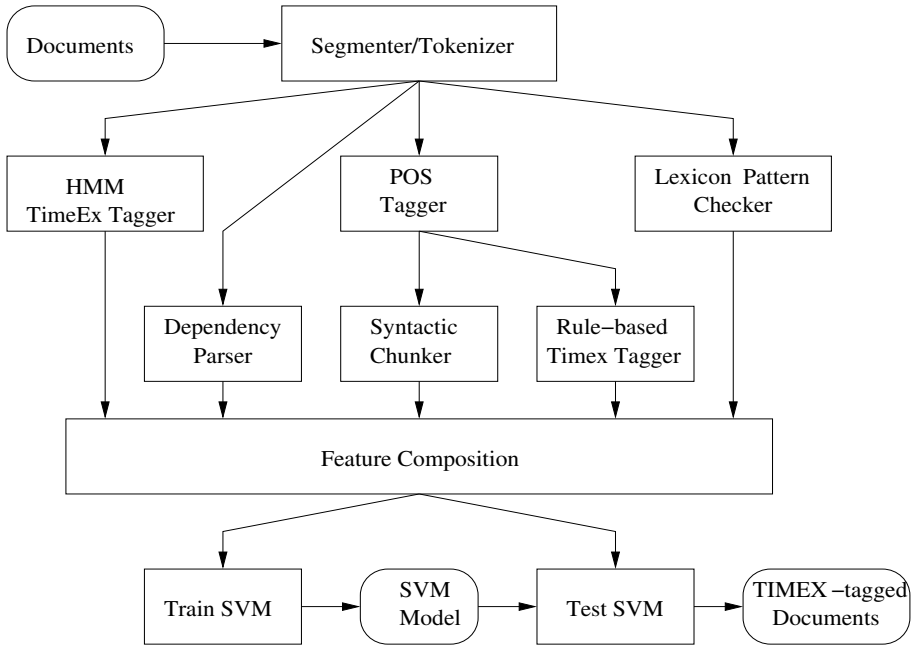 Documents
Segmenter/Tokenizer
HMM
TimeEx Tagger
POS
Tagger
Lexicon Pattern
Checker
Dependency
Parser
Syntactic
Chunker
Rule−based
Timex Tagger
Feature Composition
Train SVM
SVM
Model
Test SVM
TIMEX−tagged
Documents